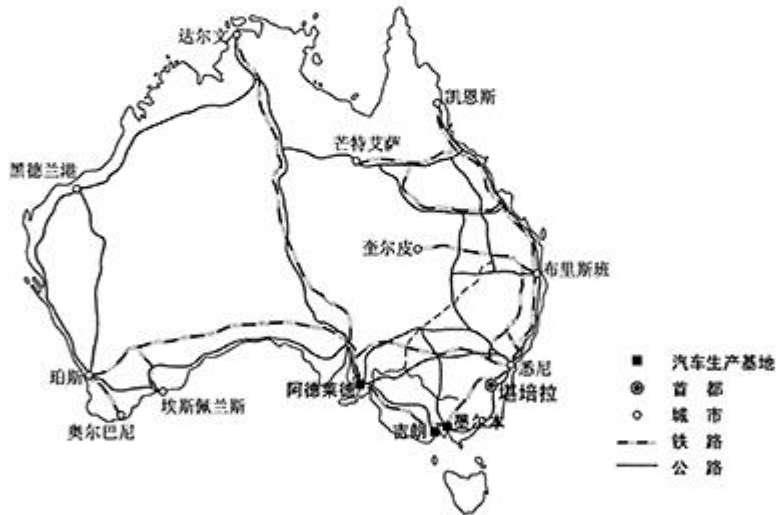 达尔文
凯恩斯
芒特艾萨
黑德兰港
奎尔皮
布里斯班
珀斯
阿德莱德
悉尼
堪培拉
埃斯佩兰斯
奥尔巴尼
吉朗
墨尔本
汽车生产基地
首 都
城 市
铁 路
公 路